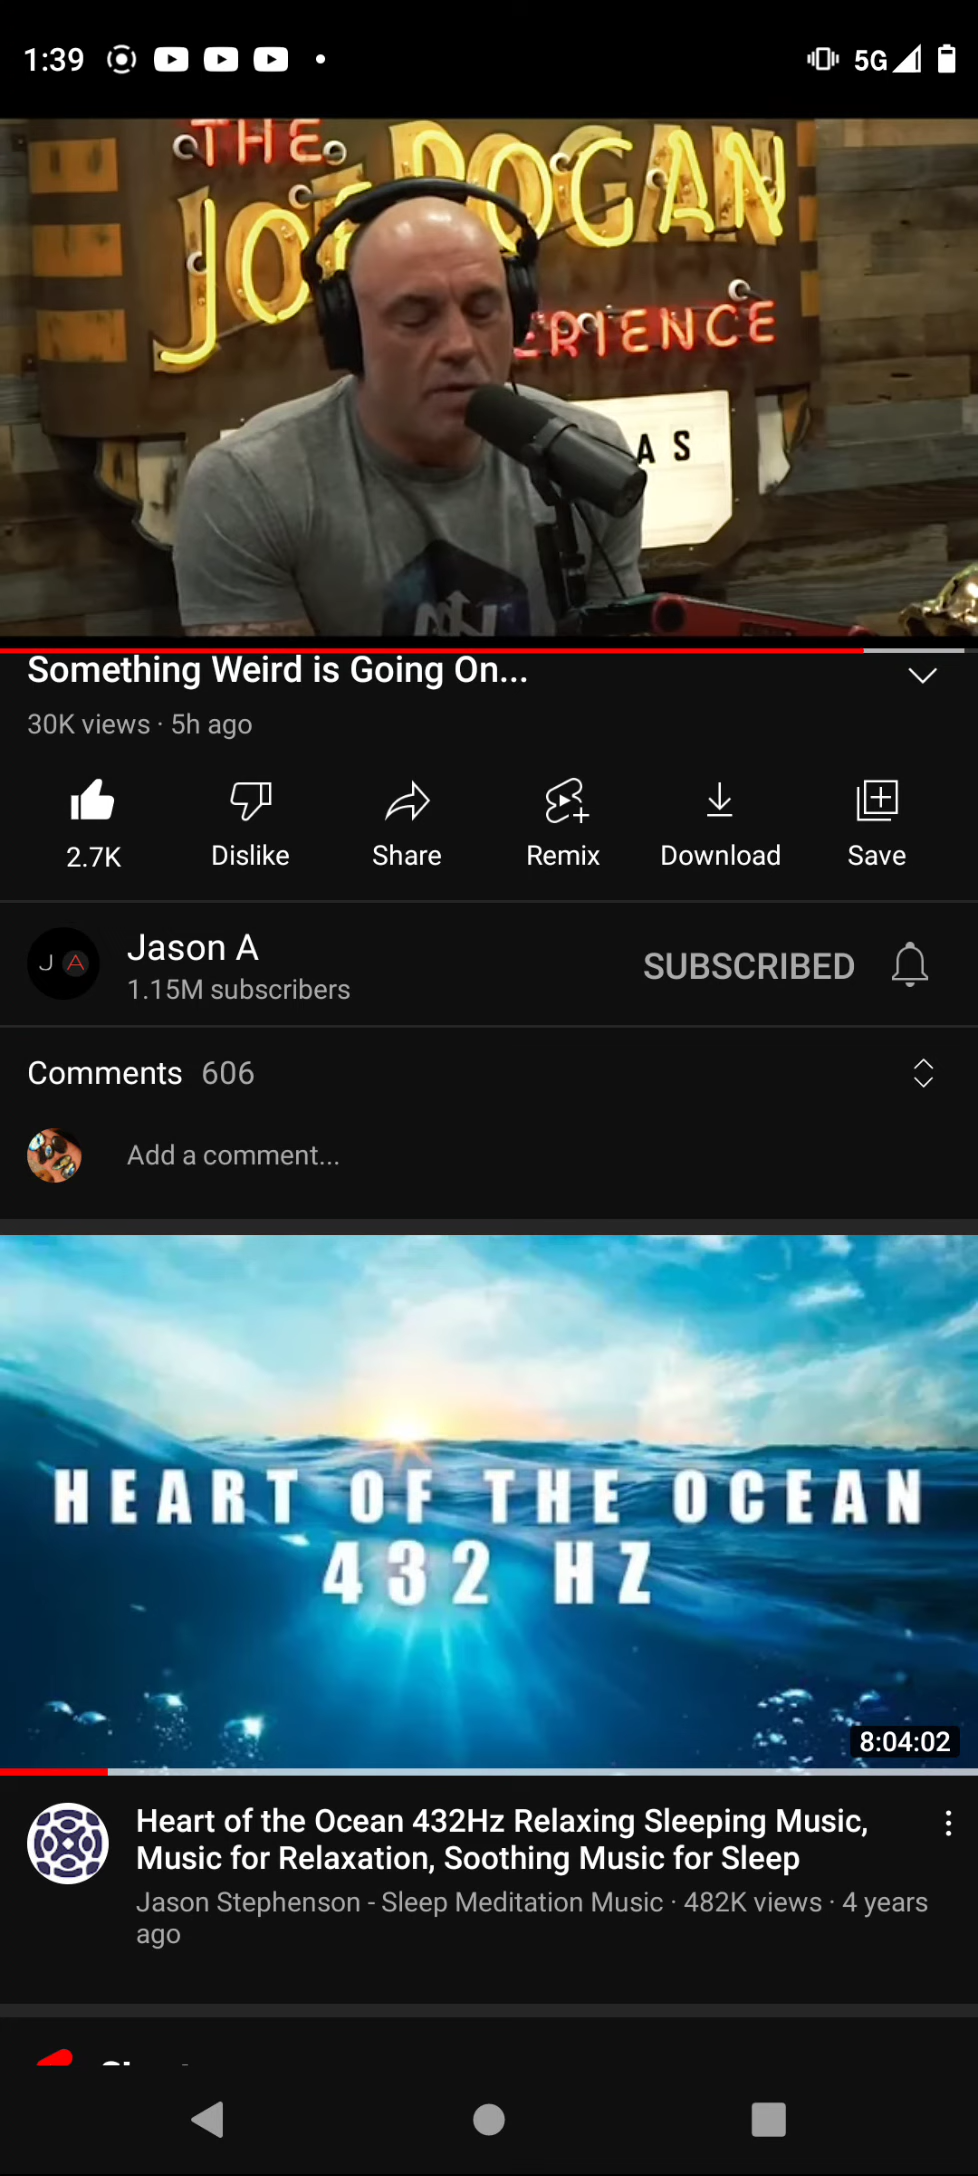 1:39
5G
THE
JOE ROGAN
ERIENCE
A S
Something Weird is Going On...
30K views · 5h ago
2.7K
Dislike
Share
Remix
Download
Save
J A
Jason A
1.15M subscribers
SUBSCRIBED
Comments 606
Add a comment...
HEART OF THE OCEAN
432 HZ
8:04:02
Heart of the Ocean 432Hz Relaxing Sleeping Music,
Music for Relaxation, Soothing Music for Sleep
Jason Stephenson - Sleep Meditation Music · 482K views · 4 years
ago